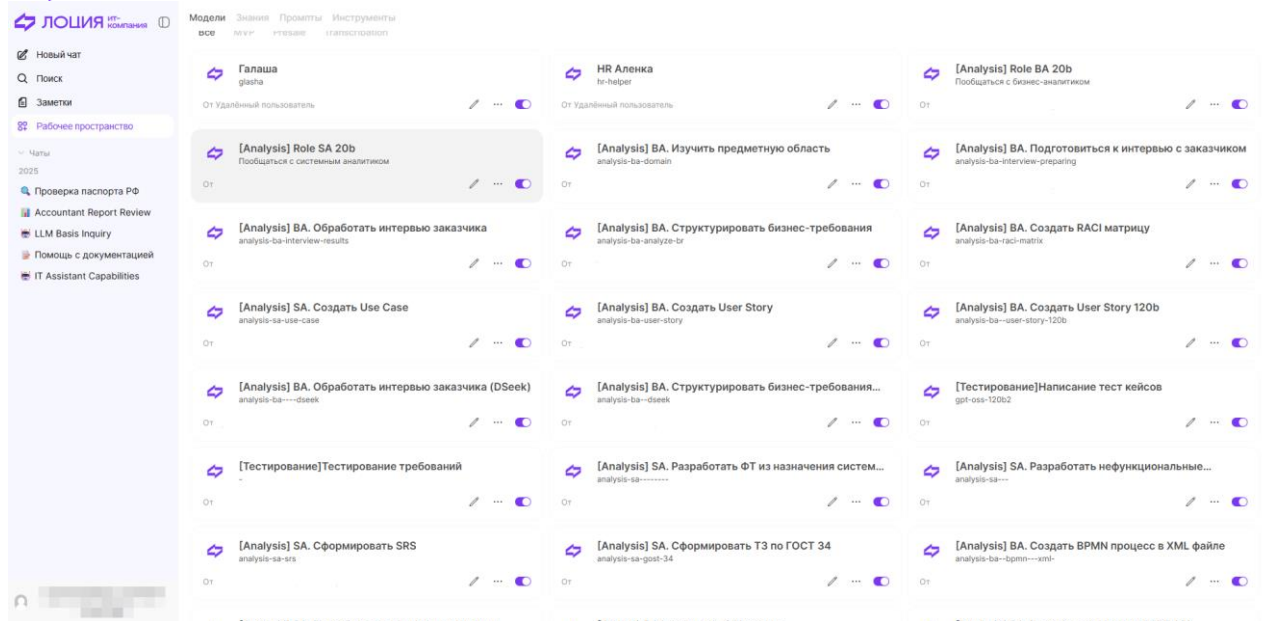 ЛОЦИЯ ИТ-компания
Модели Знания Промпты Инструменты
Все MVP Presale Transcribation
Новый чат
Поиск
Заметки
Рабочее пространство
Чаты
2025
Проверка паспорта РФ
Accountant Report Review
LLM Basis Inquiry
Помощь с документацией
IT Assistant Capabilities
Галаша
glasha
От Удалённый пользователь
HR Аленка
hr-helper
От Удалённый пользователь
[Analysis] Role BA 20b
Пообщаться с бизнес-аналитиком
От
[Analysis] Role SA 20b
Пообщаться с системным аналитиком
От
[Analysis] BA. Изучить предметную область
analysis-ba-domain
От
[Analysis] BA. Подготовиться к интервью с заказчиком
analysis-ba-interview-preparing
От
[Analysis] BA. Обработать интервью заказчика
analysis-ba-interview-results
От
[Analysis] BA. Структурировать бизнес-требования
analysis-ba-analyze-br
От
[Analysis] BA. Создать RACI матрицу
analysis-ba-raci-matrix
От
[Analysis] SA. Создать Use Case
analysis-sa-use-case
От
[Analysis] BA. Создать User Story
analysis-ba-user-story
От
[Analysis] BA. Создать User Story 120b
analysis-ba--user-story-120b
От
[Analysis] BA. Обработать интервью заказчика (DSeek)
analysis-ba----dseek
От
[Analysis] BA. Структурировать бизнес-требования...
analysis-ba--dseek
От
[Тестирование]Написание тест кейсов
gpt-oss-120b2
От
[Тестирование]Тестирование требований
-
От
[Analysis] SA. Разработать ФТ из назначения систем...
analysis-sa--------
От
[Analysis] SA. Разработать нефункциональные...
analysis-sa---
От
[Analysis] SA. Сформировать SRS
analysis-sa-srs
От
[Analysis] SA. Сформировать ТЗ по ГОСТ 34
analysis-sa-gost-34
От
[Analysis] BA. Создать BPMN процесс в XML файле
analysis-ba--bpmn---xml-
От